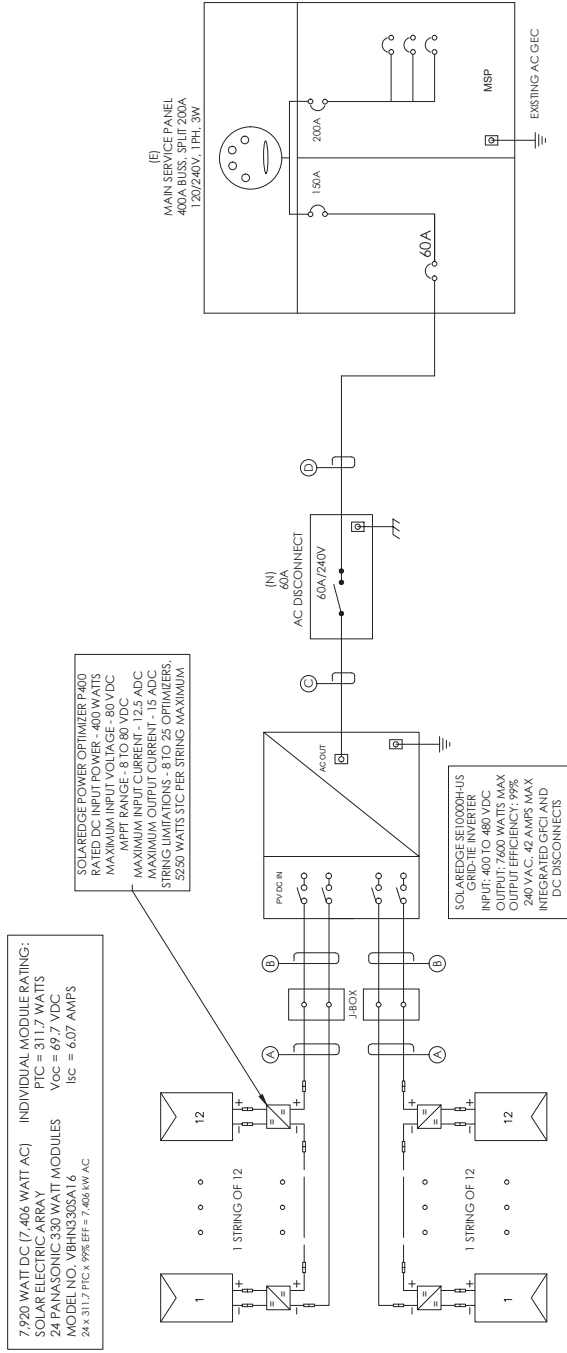 7,920 WATT DC (7,406 WATT AC)
SOLAR ELECTRIC ARRAY
24 PANASONIC 330 WATT MODULES
MODEL NO. VBHN330SA16
24 x 311.7 PTC x 99% EFF = 7.406 kW AC
INDIVIDUAL MODULE RATING:
PTC = 311.7 WATTS
Voc = 69.7 VDC
Isc = 6.07 AMPS
SOLAREDGE POWER OPTIMIZER P400
RATED DC INPUT POWER - 400 WATTS
MAXIMUM INPUT VOLTAGE - 80 VDC
MPPT RANGE - 8 TO 80 VDC
MAXIMUM INPUT CURRENT - 12.5 ADC
MAXIMUM OUTPUT CURRENT - 15 ADC
STRING LIMITATIONS - 8 TO 25 OPTIMIZERS,
5250 WATTS STC PER STRING MAXIMUM
(E)
MAIN SERVICE PANEL
400A BUSS, SPLIT 200A
120/240V, 1PH, 3W
1
12
+
-
=
=
+
-
=
=
1 STRING OF 12
A
B
J-BOX
PV DC IN
AC OUT
C
(N)
60A
AC DISCONNECT
60A/240V
D
150A
200A
60A
MSP
EXISTING AC GEC
1 STRING OF 12
+
-
=
=
+
-
=
=
1
12
A
B
SOLAREDGE SE10000H-US
GRID-TIE INVERTER
INPUT: 400 TO 480 VDC
OUTPUT: 7600 WATTS MAX
OUTPUT EFFICIENCY: 99%
240 VAC, 42 AMPS MAX
INTEGRATED GFCI AND
DC DISCONNECTS